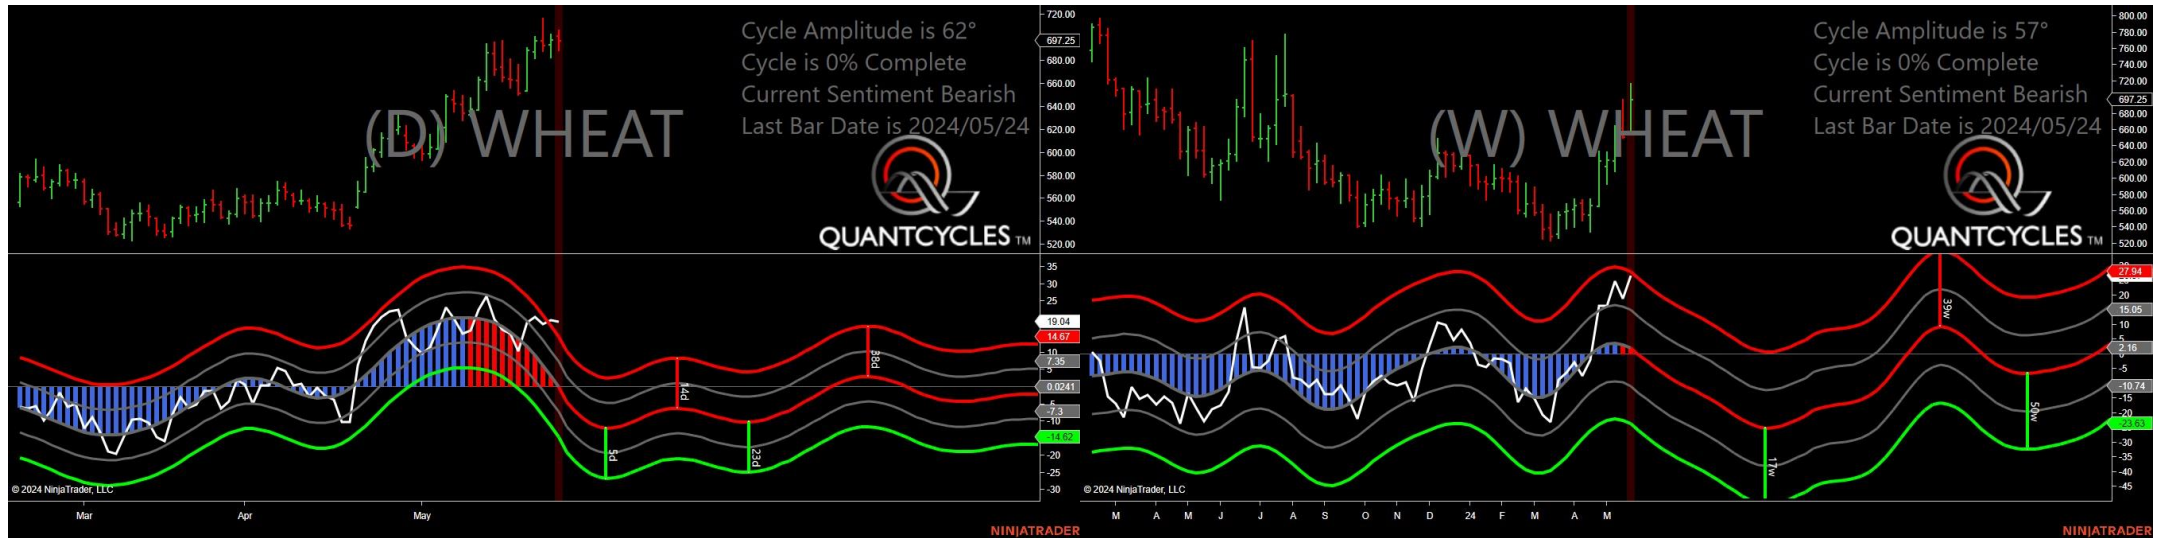 Cycle Amplitude is 62°
Cycle is 0% Complete
Current Sentiment Bearish
Last Bar Date is 2024/05/24
(D) WHEAT
QUANTCYCLES TM
720.00
697.25
680.00
660.00
640.00
620.00
600.00
580.00
560.00
540.00
520.00
35
30
25
19.04
14.67
10
7.35
5
0.0241
-5
-7.3
-10
-14.62
-20
-25
-30
5d
14d
23d
38d
© 2024 NinjaTrader, LLC
Mar Apr May
NINJATRADER
Cycle Amplitude is 57°
Cycle is 0% Complete
Current Sentiment Bearish
Last Bar Date is 2024/05/24
(W) WHEAT
QUANTCYCLES TM
800.00
780.00
760.00
740.00
720.00
697.25
680.00
660.00
640.00
620.00
600.00
580.00
560.00
540.00
520.00
27.94
20
15.05
10
5
2.16
-5
-10.74
-15
-20
-23.63
-30
-35
-40
-45
17w
39w
50w
© 2024 NinjaTrader, LLC
M A M J J A S O N D 24 F M A M
NINJATRADER